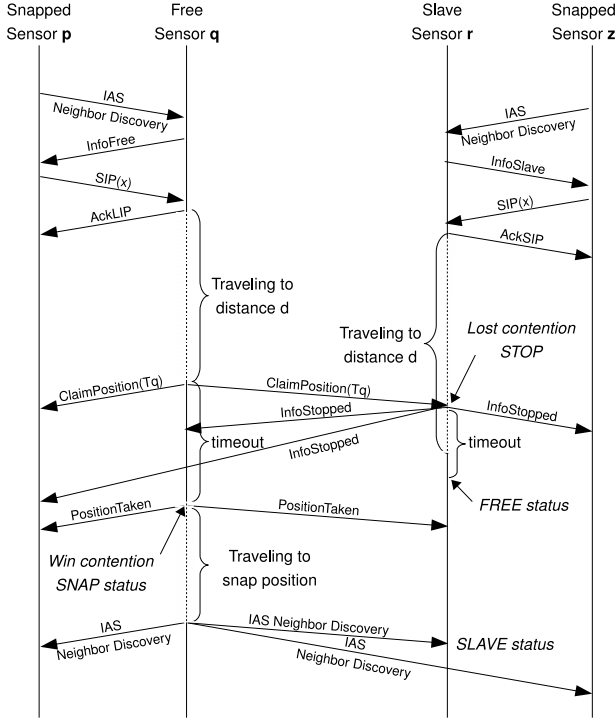 Snapped
Sensor p
Free
Sensor q
Slave
Sensor r
Snapped
Sensor z
IAS
Neighbor Discovery
IAS
Neighbor Discovery
InfoFree
InfoSlave
SIP(x)
SIP(x)
AckLIP
AckSIP
Traveling to
distance d
Traveling to
distance d
Lost contention
STOP
ClaimPosition(Tq)
ClaimPosition(Tq)
InfoStopped
InfoStopped
timeout
InfoStopped
timeout
PositionTaken
PositionTaken
FREE status
Win contention
SNAP status
Traveling to
snap position
IAS
Neighbor Discovery
IAS Neighbor Discovery
SLAVE status
IAS
Neighbor Discovery